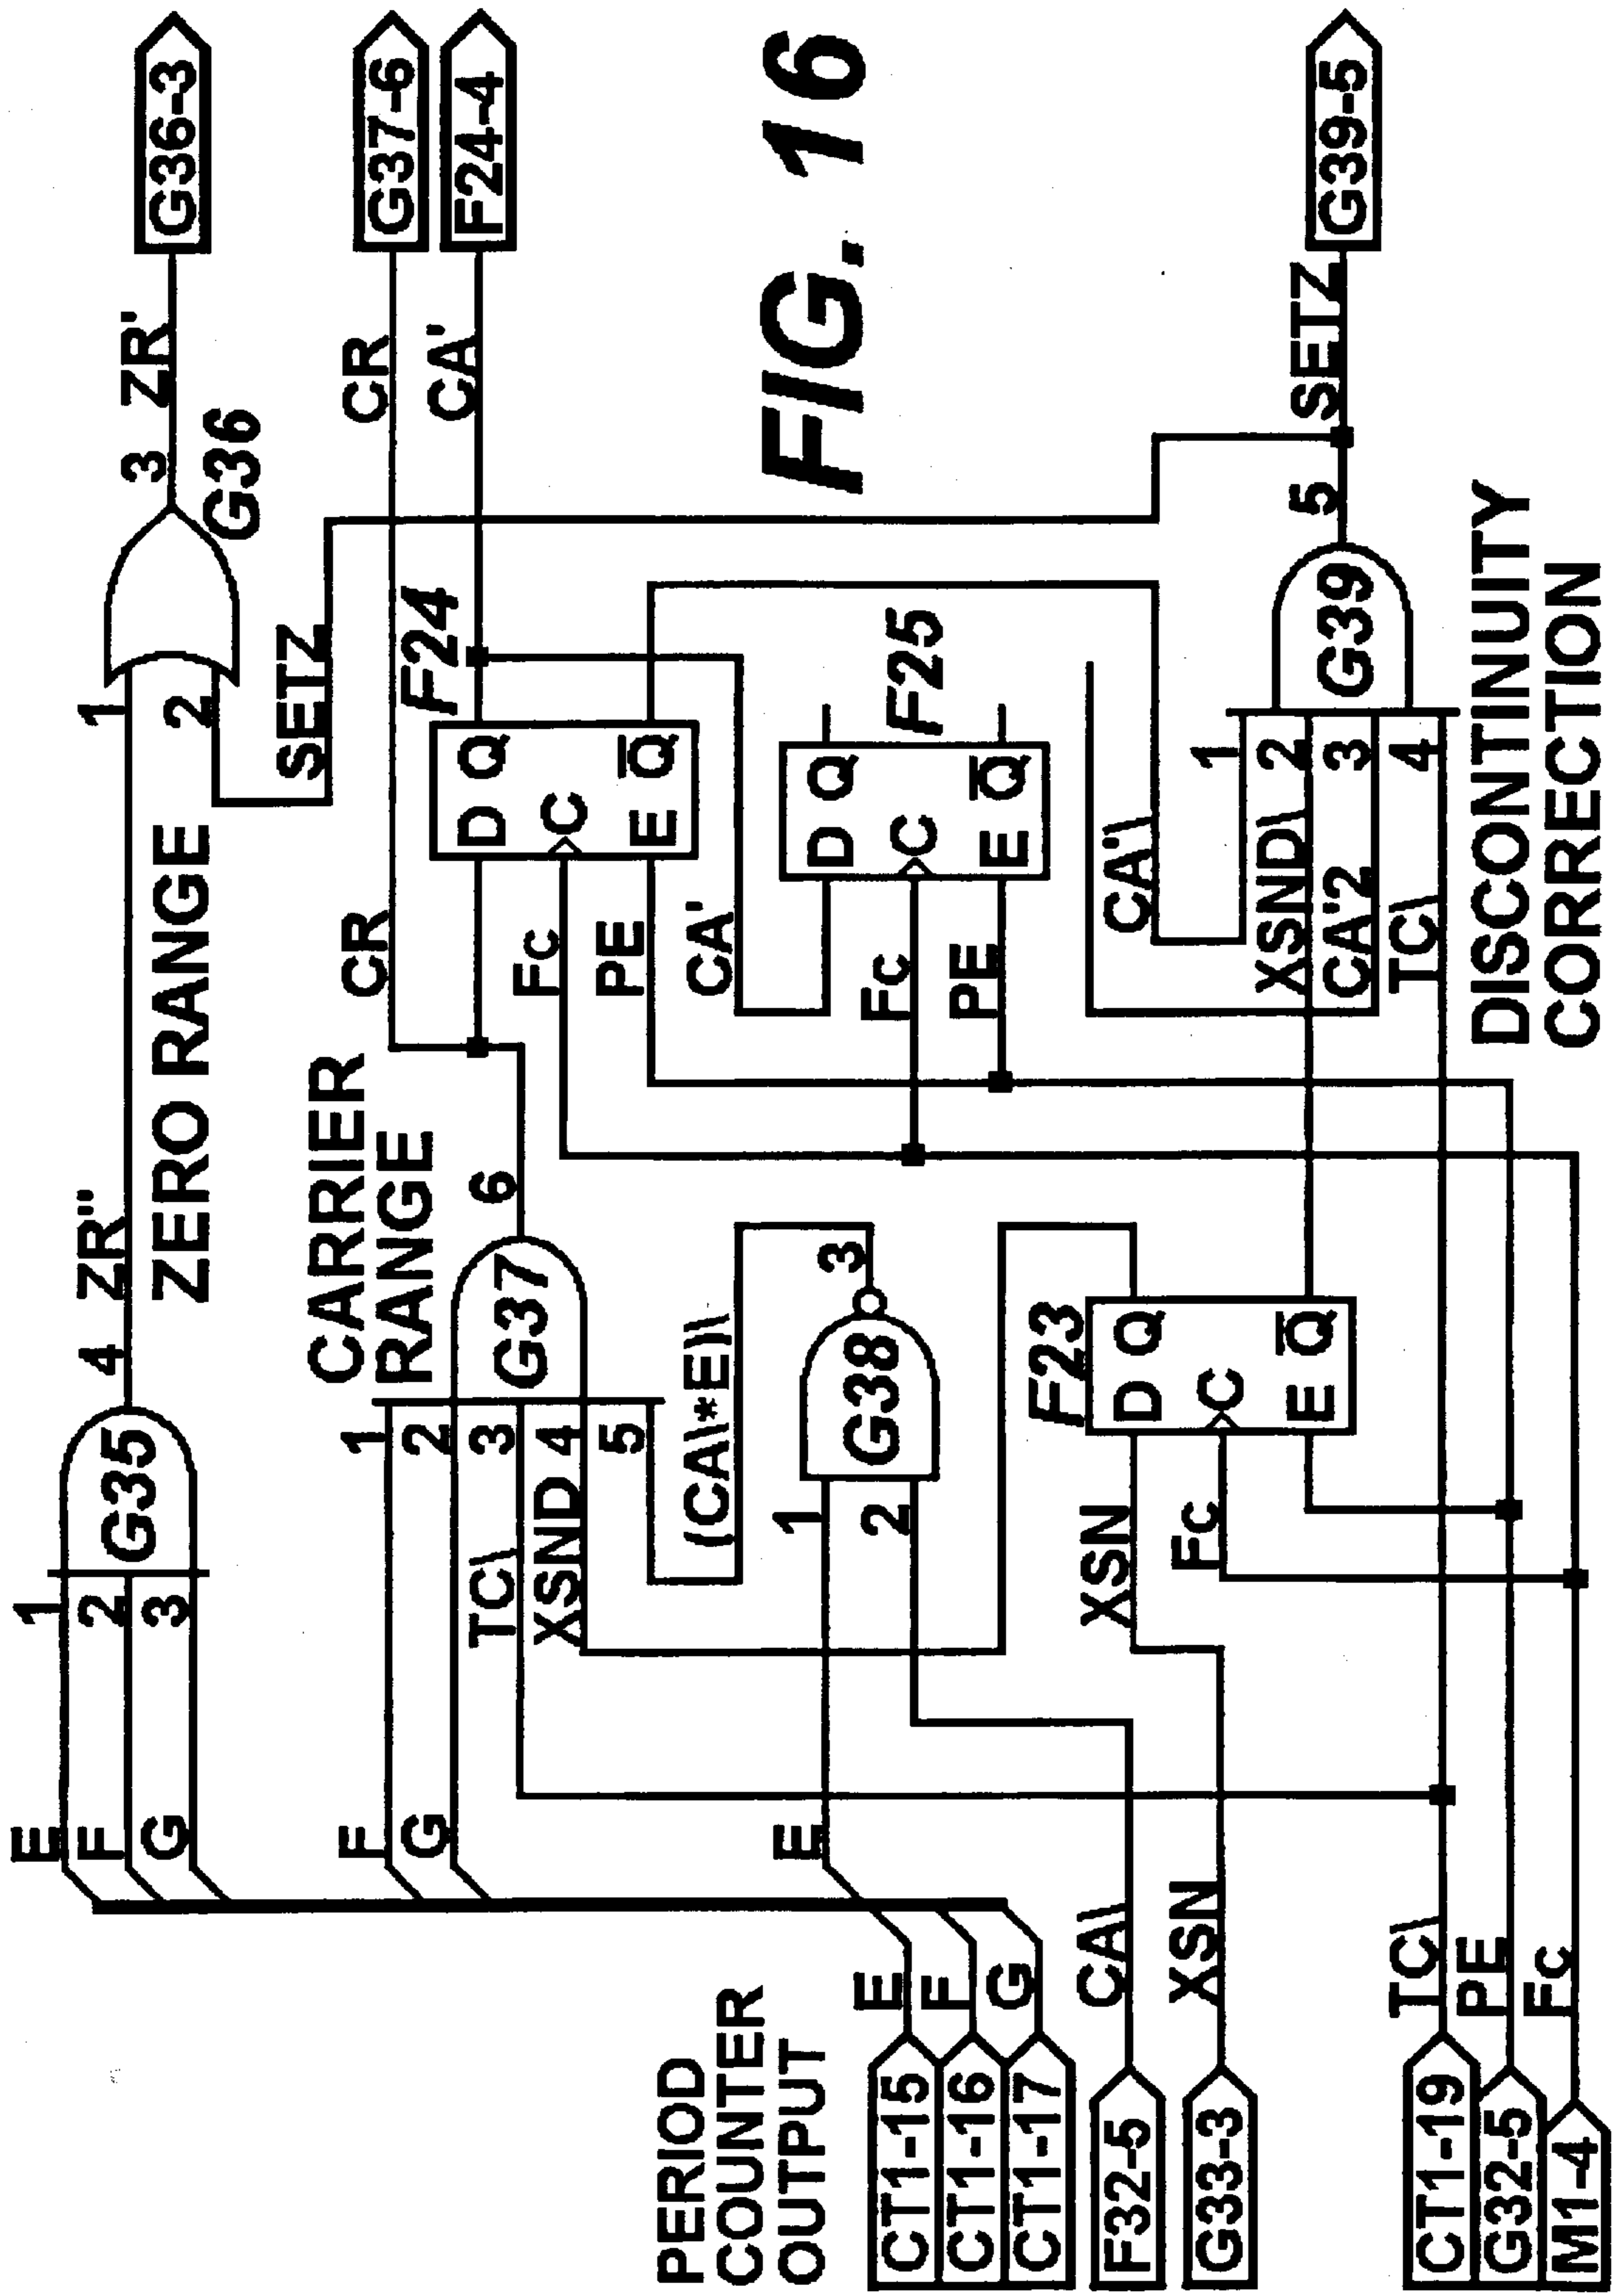 E
F
G
1
2
3
G35
4
ZR"
ZERO RANGE
1
2
SETZ
3
ZR'
G36
G36-3
F
G
1
2
3
4
5
TC\
XSND
G37
CARRIER
RANGE
6
CR
CR
G37-6
CA'
F24-4
F24
D Q
C
E Q
FC
PE
CA'
E
1
2
G38
3
(CA\*E)\
F25
D Q
C
E Q
FC
PE
FIG. 16
PERIOD
COUNTER
OUTPUT
E
F
G
CT1-15
CT1-16
CT1-17
CA\
F32-5
XSN
G33-3
XSN
FC
F23
D Q
C
E Q
CA'\
XSND\
CA'2
TC\
1
2
3
4
G39
5
SETZ
G39-5
TC\
PE
FC
CT1-19
G32-5
M1-4
DISCONTINUITY
CORRECTION